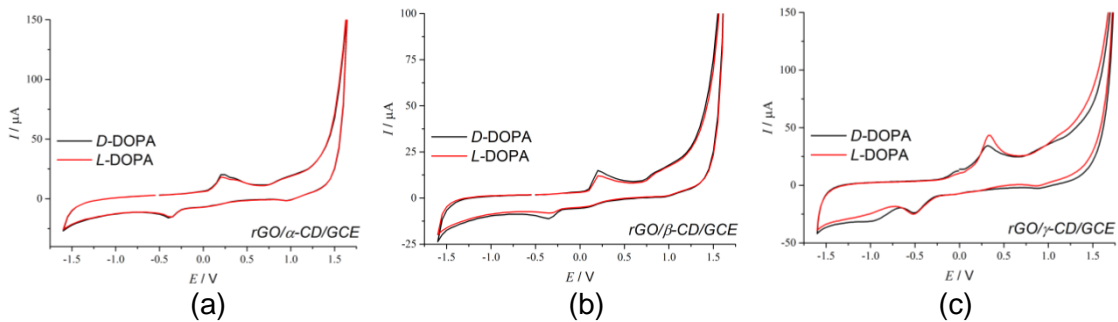 150
100
50
0
-1.5
-1.0
-0.5
0.0
0.5
1.0
1.5
I / µA
E / V
D-DOPA
L-DOPA
rGO/α-CD/GCE
(a)
100
75
50
25
0
-25
-1.5
-1.0
-0.5
0.0
0.5
1.0
1.5
I / µA
E / V
D-DOPA
L-DOPA
rGO/β-CD/GCE
(b)
150
100
50
0
-50
-1.5
-1.0
-0.5
0.0
0.5
1.0
1.5
I / µA
E / V
D-DOPA
L-DOPA
rGO/γ-CD/GCE
(c)